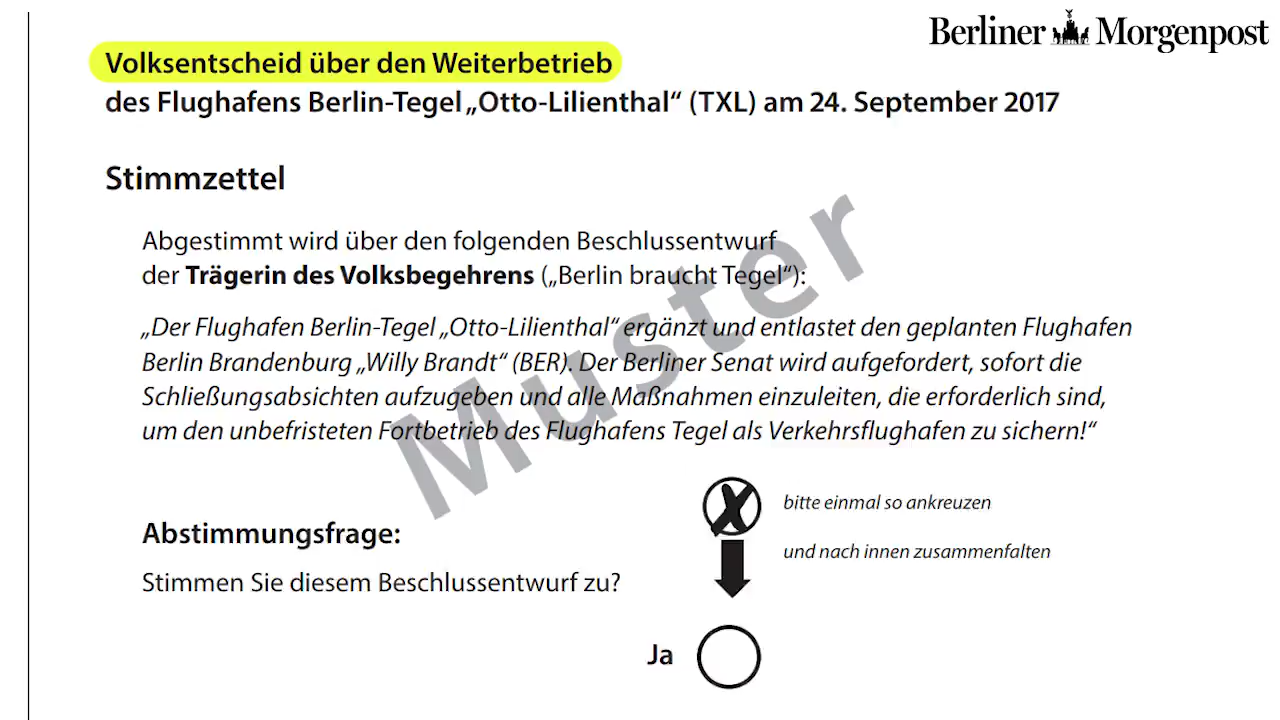 Berliner Morgenpost
Volksentscheid über den Weiterbetrieb
des Flughafens Berlin-Tegel „Otto-Lilienthal“ (TXL) am 24. September 2017
Stimmzettel
Abgestimmt wird über den folgenden Beschlussentwurf
der Trägerin des Volksbegehrens („Berlin braucht Tegel“):
„Der Flughafen Berlin-Tegel „Otto-Lilienthal“ ergänzt und entlastet den geplanten Flughafen
Berlin Brandenburg „Willy Brandt“ (BER). Der Berliner Senat wird aufgefordert, sofort die
Schließungsabsichten aufzugeben und alle Maßnahmen einzuleiten, die erforderlich sind,
um den unbefristeten Fortbetrieb des Flughafens Tegel als Verkehrsflughafen zu sichern!“
Muster
bitte einmal so ankreuzen
Abstimmungsfrage:
und nach innen zusammenfalten
Stimmen Sie diesem Beschlussentwurf zu?
Ja